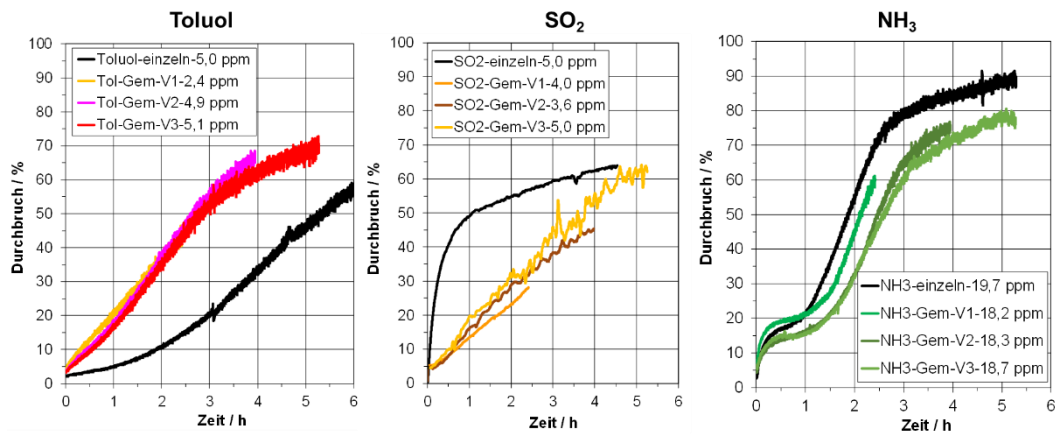 Toluol
Durchbruch / %
100
90
80
70
60
50
40
30
20
10
0
Toluol-einzeln-5,0 ppm
Tol-Gem-V1-2,4 ppm
Tol-Gem-V2-4,9 ppm
Tol-Gem-V3-5,1 ppm
0 1 2 3 4 5 6
Zeit / h
SO2
Durchbruch / %
100
90
80
70
60
50
40
30
20
10
0
SO2-einzeln-5,0 ppm
SO2-Gem-V1-4,0 ppm
SO2-Gem-V2-3,6 ppm
SO2-Gem-V3-5,0 ppm
0 1 2 3 4 5 6
Zeit / h
NH3
Durchbruch / %
100
90
80
70
60
50
40
30
20
10
0
NH3-einzeln-19,7 ppm
NH3-Gem-V1-18,2 ppm
NH3-Gem-V2-18,3 ppm
NH3-Gem-V3-18,7 ppm
0 1 2 3 4 5 6
Zeit / h